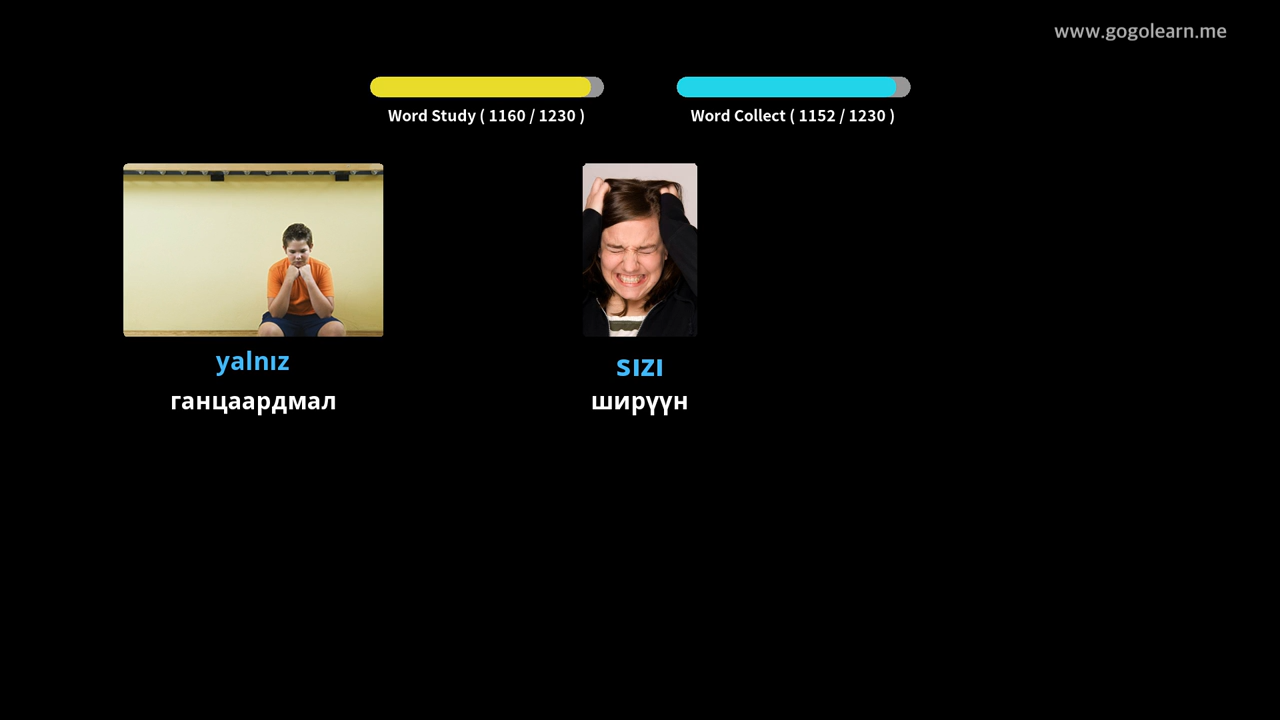 www.gogolearn.me
Word Study ( 1160 / 1230 )
Word Collect ( 1152 / 1230 )
yalnız
ганцаардмал
sızı
ширүүн